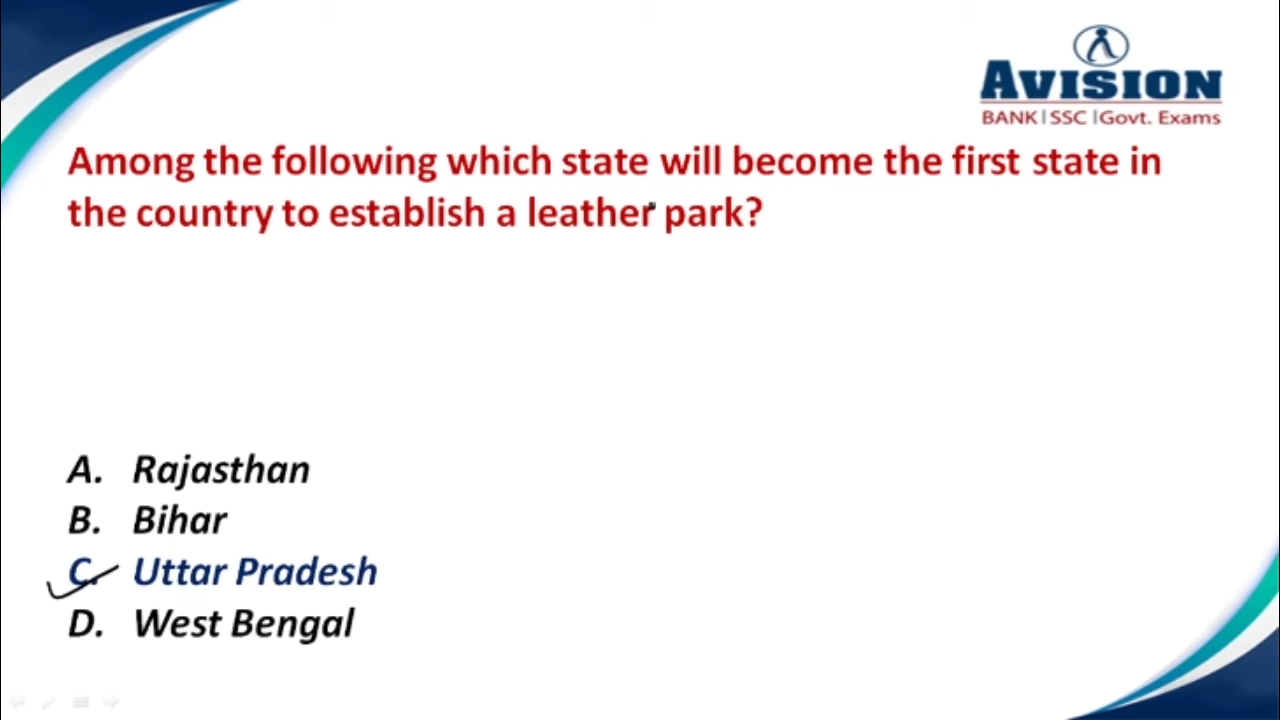 AVISION
BANK | SSC | Govt. Exams
Among the following which state will become the first state in
the country to establish a leather park?
A. Rajasthan
B. Bihar
C. Uttar Pradesh
D. West Bengal